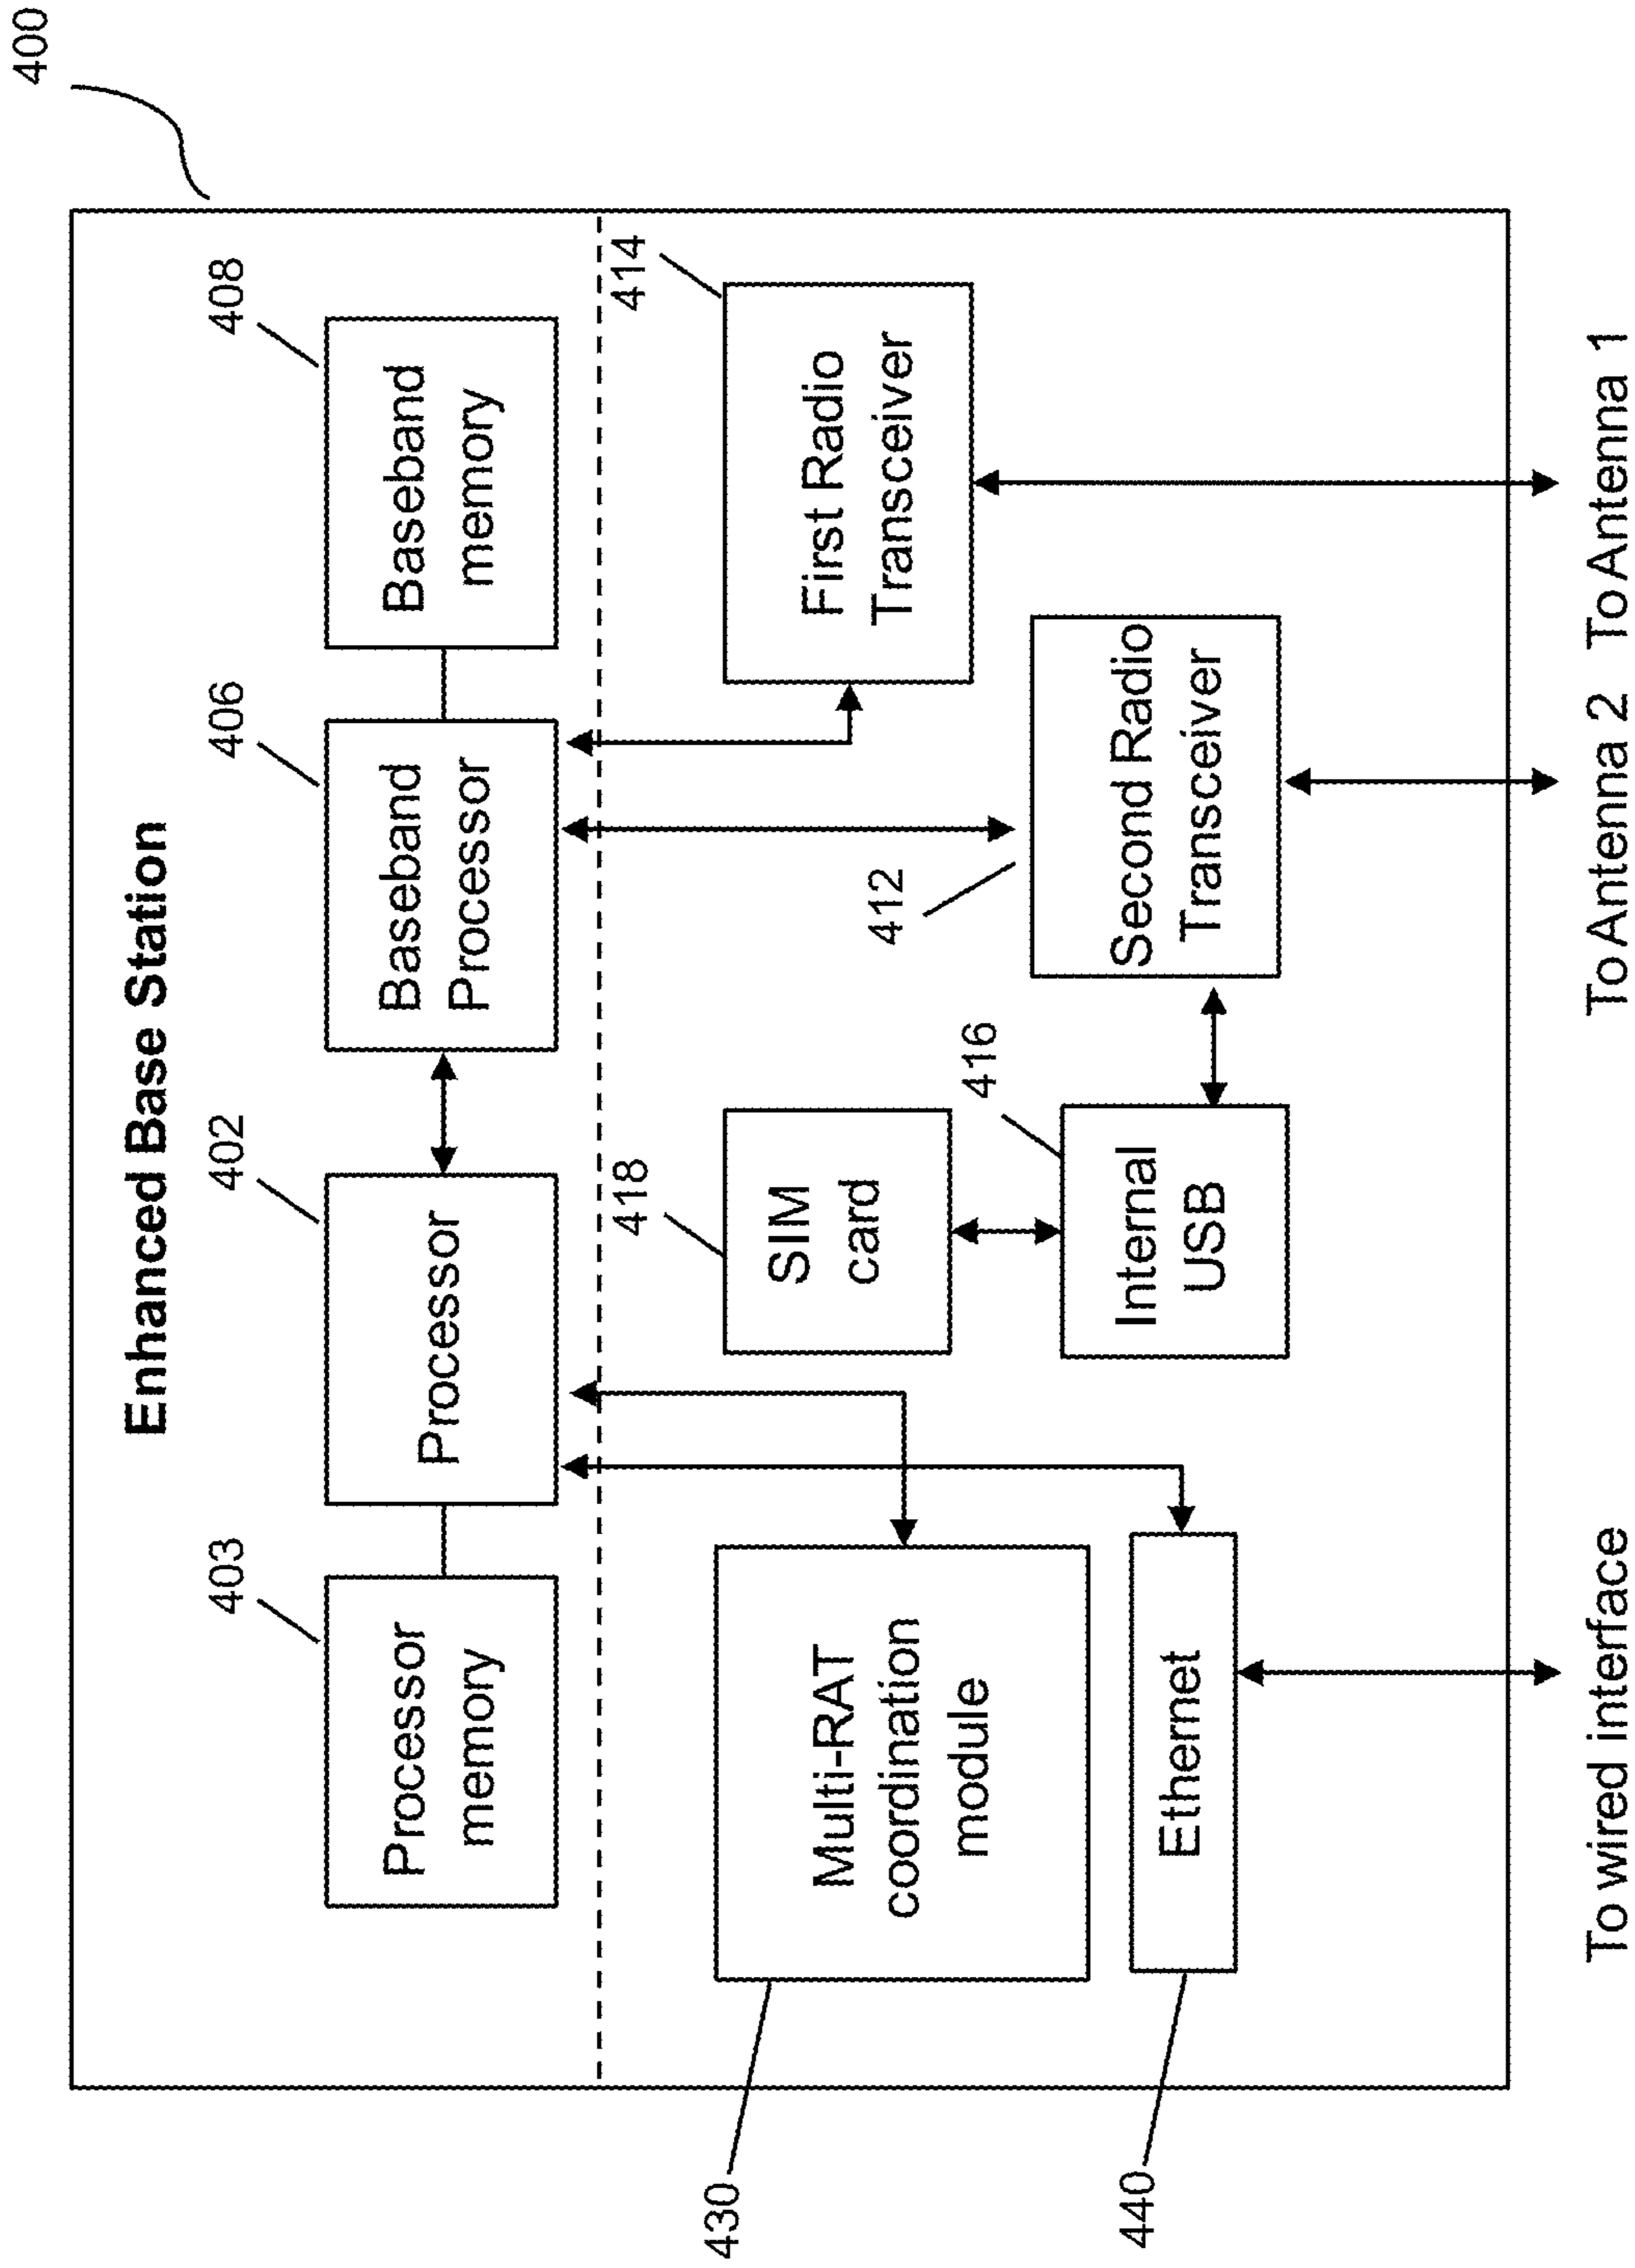 400
Enhanced Base Station
403
402
406
408
Processor
memory
Processor
Baseband
Processor
Baseband
memory
430
Multi-RAT
coordination
module
418
SIM
card
414
First Radio
Transceiver
412
416
440
Ethernet
Internal
USB
Second Radio
Transceiver
To wired interface
To Antenna 2
To Antenna 1